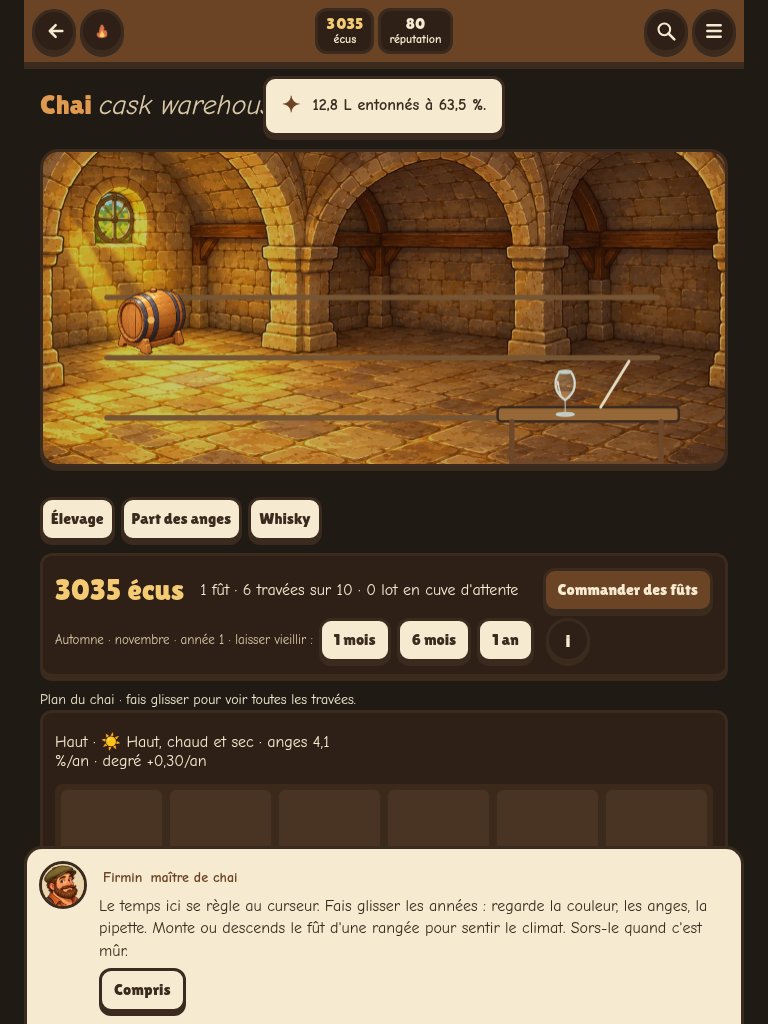 3035
écus
80
réputation
Chai cask
12,8 L entonnés à 63,5 %.
Élevage
Part des anges
Whisky
3035 écus
1 fût · 6 travées sur 10 · 0 lot en cuve d'attente
Commander des fûts
Automne · novembre · année 1 · laisser vieillir :
1 mois
6 mois
1 an
Plan du chai · fais glisser pour voir toutes les travées.
Haut · ☀️ Haut, chaud et sec · anges 4,1
%/an · degré +0,30/an
Firmin maître de chai
Le temps ici se règle au curseur. Fais glisser les années : regarde la couleur, les anges, la
pipette. Monte ou descends le fût d'une rangée pour sentir le climat. Sors-le quand c'est
mûr.
Compris